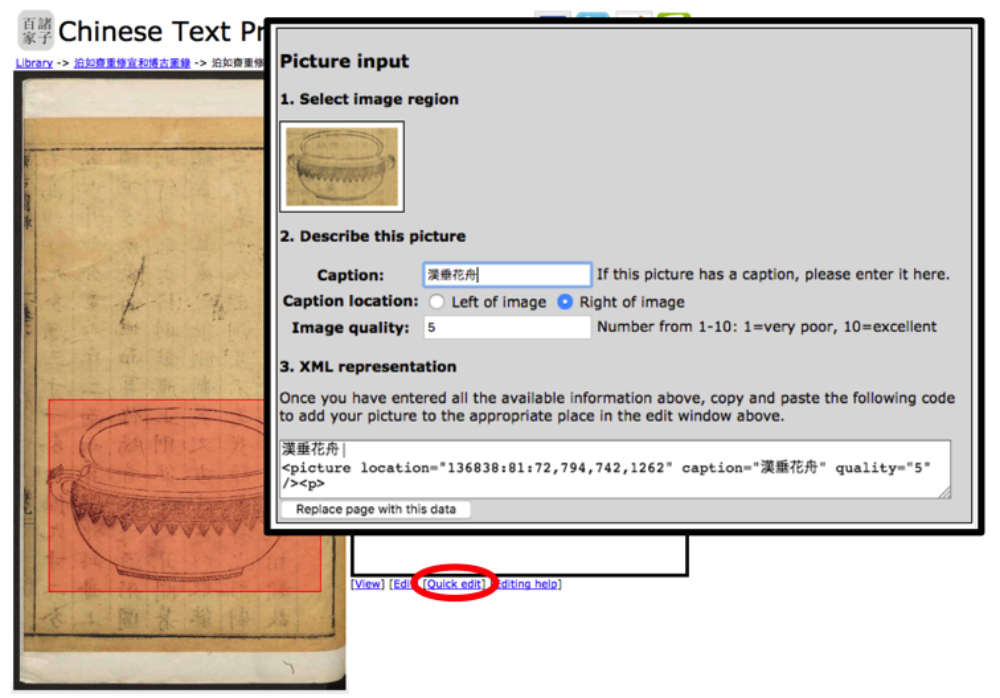 諸子百家
Chinese Text Pr
Library -> 泊如齋重修宣和博古圖錄 -> 泊如齋重修
Picture input
1. Select image region
2. Describe this picture
Caption: 漢垂花舟 If this picture has a caption, please enter it here.
Caption location: Left of image Right of image
Image quality: 5 Number from 1-10: 1=very poor, 10=excellent
3. XML representation
Once you have entered all the available information above, copy and paste the following code
to add your picture to the appropriate place in the edit window above.
漢垂花舟|
<picture location="136838:81:72,794,742,1262" caption="漢垂花舟" quality="5"
/><p>
Replace page with this data
[View] [Edi [Quick edit] Editing help]